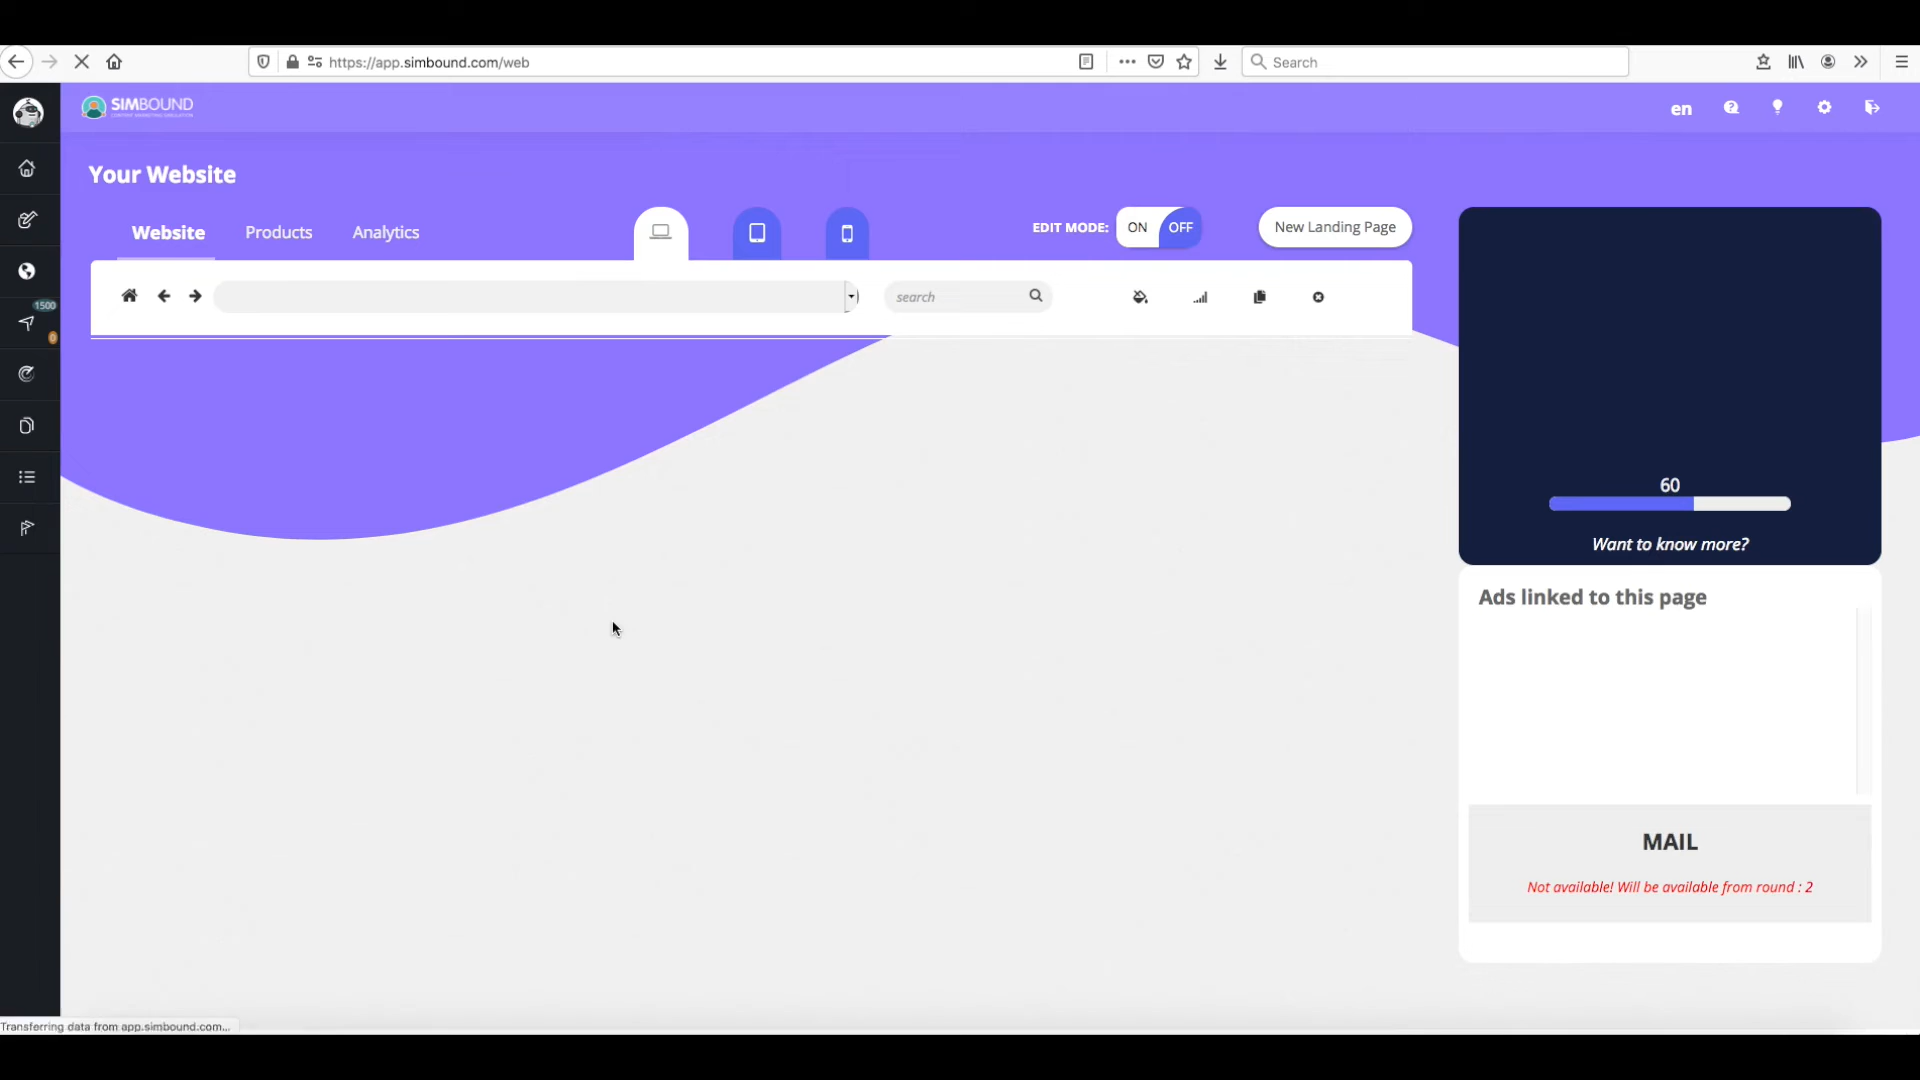 https://app.simbound.com/web
Search
SIMBOUND
en
Your Website
Website
Products
Analytics
EDIT MODE:
ON
OFF
New Landing Page
search
1500
0
60
Want to know more?
Ads linked to this page
MAIL
Not available! Will be available from round : 2
Transferring data from app.simbound.com...